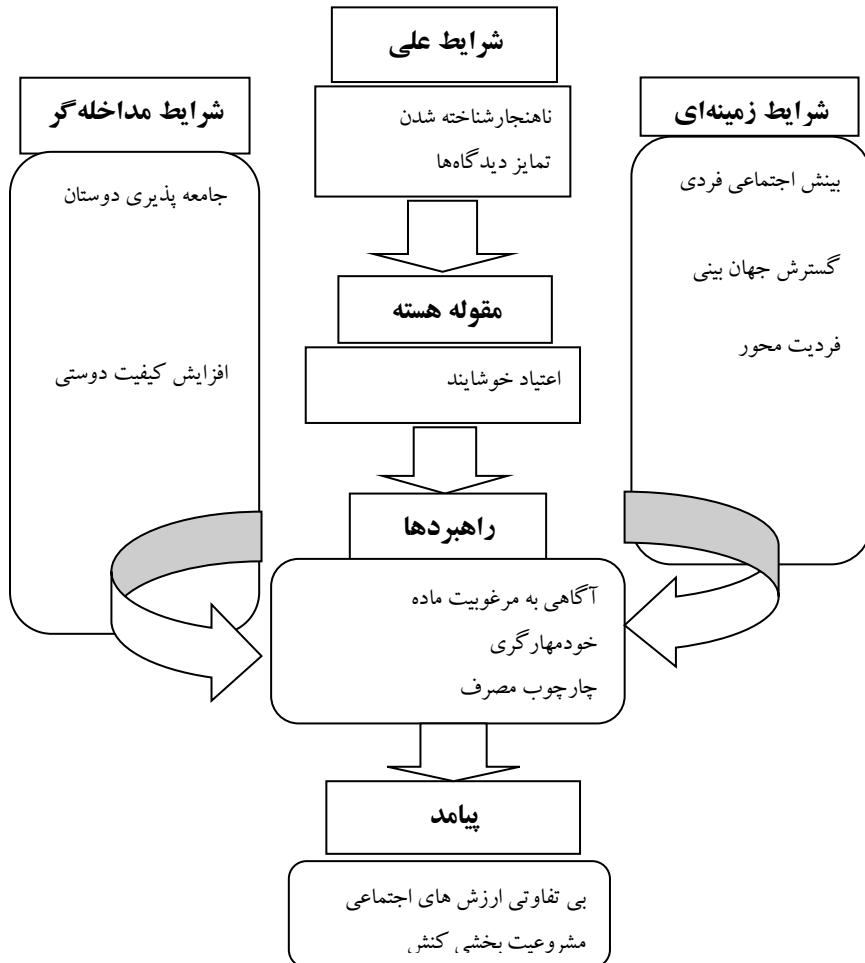 شرایط علی
ناهنجارشناخته شدن
تمایز دیدگاه‌ها
شرایط زمینه‌ای
بینش اجتماعی فردی
گسترش جهان بینی
فردیت محور
شرایط مداخله‌گر
جامعه پذیری دوستان
افزایش کیفیت دوستی
مقوله هسته
اعتیاد خوشایند
راهبردها
آگاهی به مرغوبیت ماده
خودمهارگری
چارچوب مصرف
پیامد
بی تفاوتی ارزش های اجتماعی
مشروعیت بخشی کنش